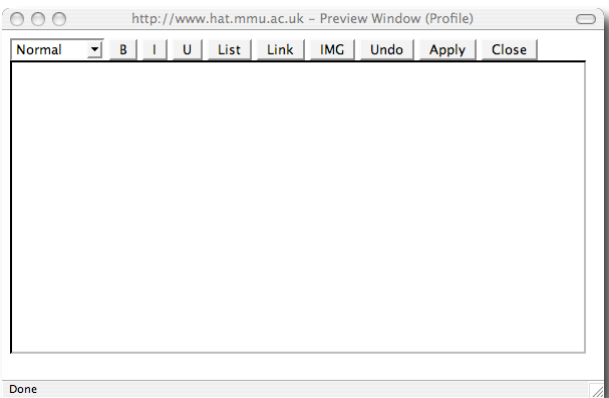 http://www.hat.mmu.ac.uk – Preview Window (Profile)
Normal B I U List Link IMG Undo Apply Close
Done